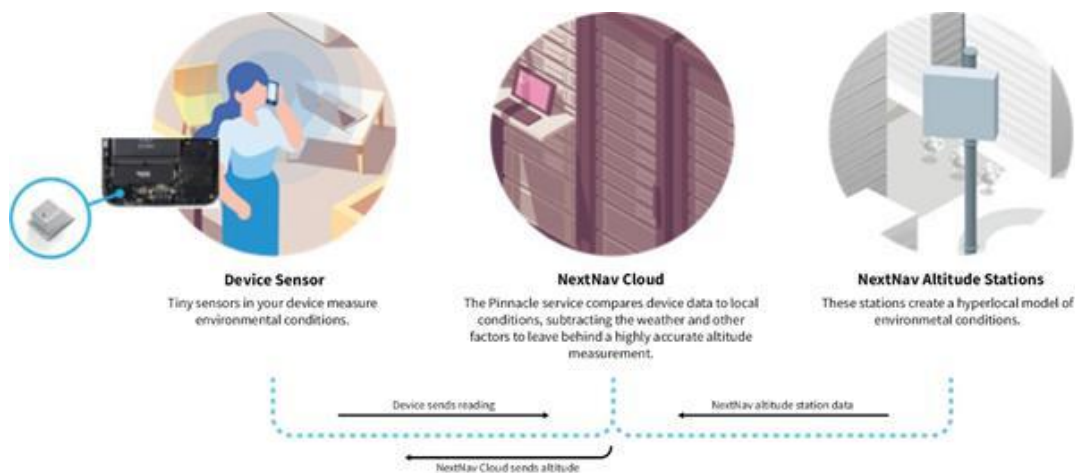 Device Sensor
Tiny sensors in your device measure
environmental conditions.
NextNav Cloud
The Pinnacle service compares device data to local
conditions, subtracting the weather and other
factors to leave behind a highly accurate altitude
measurement.
NextNav Altitude Stations
These stations create a hyperlocal model of
environmetal conditions.
Device sends reading
NextNav altitude station data
NextNav Cloud sends altitude